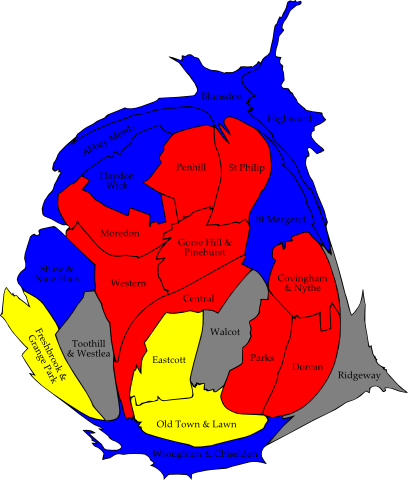 Blunsdon
Highworth
Abbey Meads
Penhill
St Philip
Haydon
Wick
St Margaret
Moredon
Gorse Hill &
Pinehurst
Shaw &
Nine Elms
Western
Covingham
& Nythe
Central
Freshbrook &
Grange Park
Toothill
& Westlea
Walcot
Eastcott
Parks
Dorcan
Ridgeway
Old Town & Lawn
Wroughton & Chiseldon